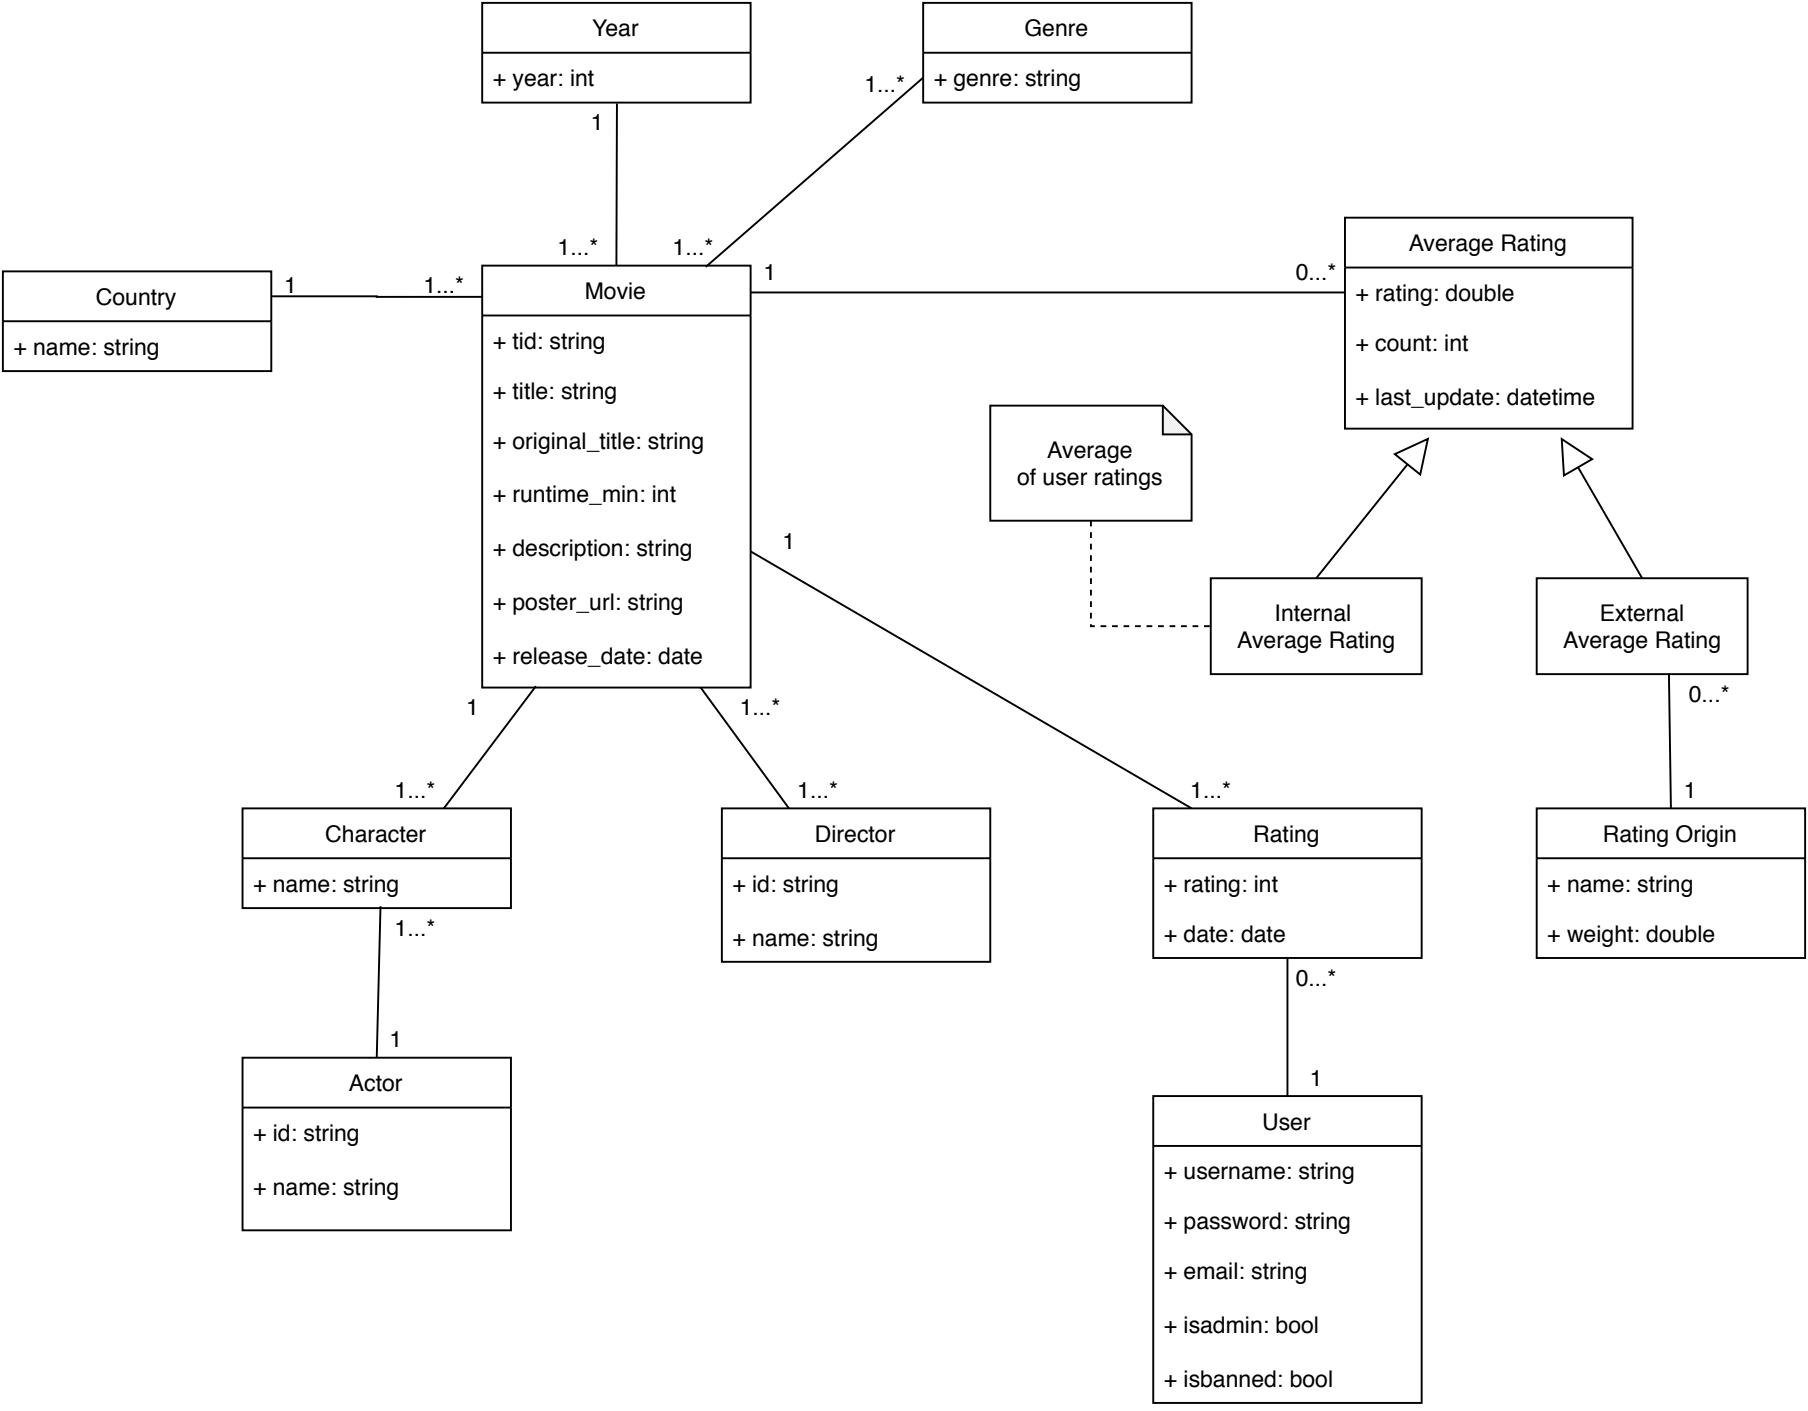 Year
+ year: int
1
1...*
Genre
+ genre: string
1...*
1...*
Country
+ name: string
1
1...*
Movie
+ tid: string
+ title: string
+ original_title: string
+ runtime_min: int
+ description: string
+ poster_url: string
+ release_date: date
1
0...*
Average Rating
+ rating: double
+ count: int
+ last_update: datetime
Average
of user ratings
Internal
Average Rating
External
Average Rating
0...*
1
1
1...*
1
1...*
1...*
1...*
Character
+ name: string
1...*
1
Actor
+ id: string
+ name: string
Director
+ id: string
+ name: string
Rating
+ rating: int
+ date: date
0...*
1
Rating Origin
+ name: string
+ weight: double
User
+ username: string
+ password: string
+ email: string
+ isadmin: bool
+ isbanned: bool